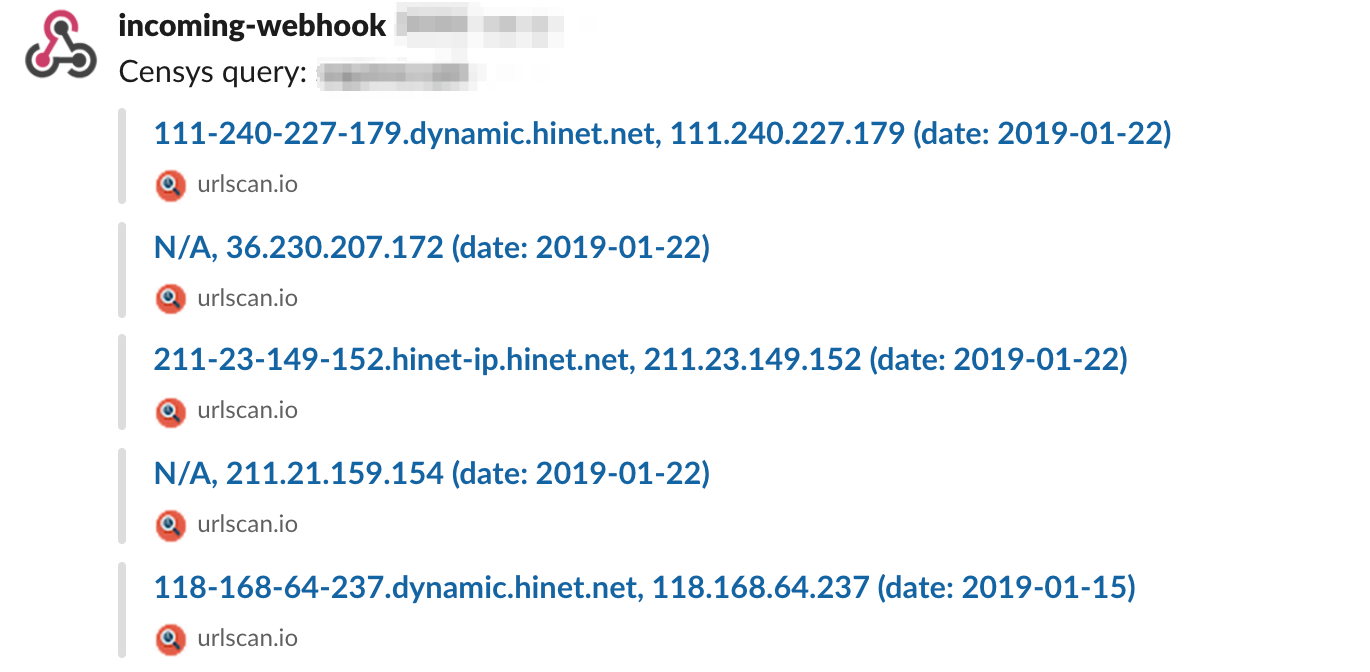 incoming-webhook
Censys query:
111-240-227-179.dynamic.hinet.net, 111.240.227.179 (date: 2019-01-22)
urlscan.io
N/A, 36.230.207.172 (date: 2019-01-22)
urlscan.io
211-23-149-152.hinet-ip.hinet.net, 211.23.149.152 (date: 2019-01-22)
urlscan.io
N/A, 211.21.159.154 (date: 2019-01-22)
urlscan.io
118-168-64-237.dynamic.hinet.net, 118.168.64.237 (date: 2019-01-15)
urlscan.io